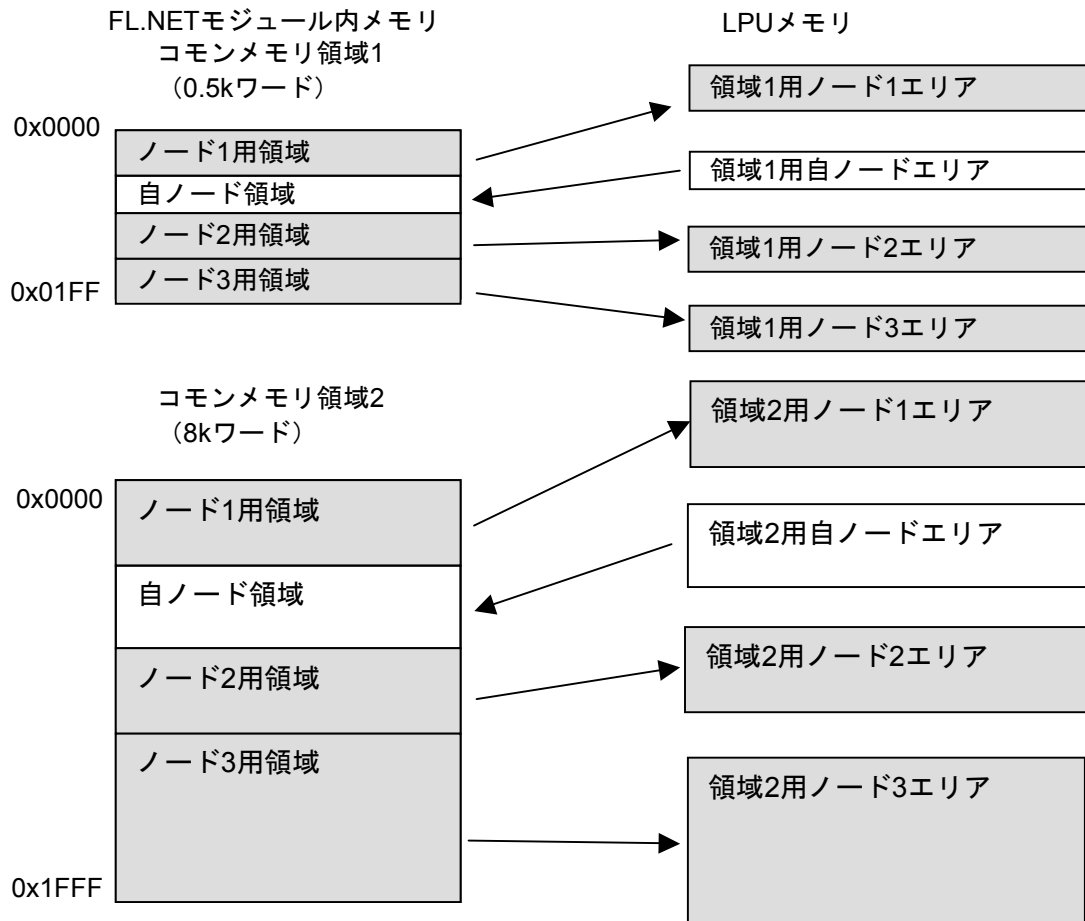 FL.NETモジュール内メモリ
コモンメモリ領域1
（0.5kワード）
0x0000
ノード1用領域
自ノード領域
ノード2用領域
ノード3用領域
0x01FF
コモンメモリ領域2
（8kワード）
0x0000
ノード1用領域
自ノード領域
ノード2用領域
ノード3用領域
0x1FFF
LPUメモリ
領域1用ノード1エリア
領域1用自ノードエリア
領域1用ノード2エリア
領域1用ノード3エリア
領域2用ノード1エリア
領域2用自ノードエリア
領域2用ノード2エリア
領域2用ノード3エリア